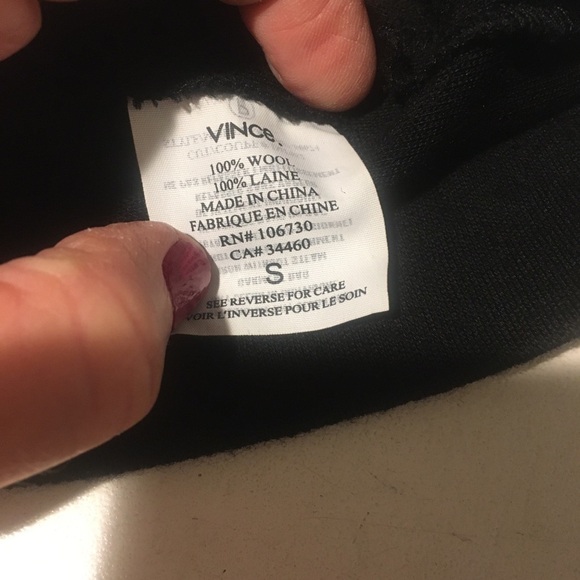 VINCE.
100% WOOL
100% LAINE
MADE IN CHINA
FABRIQUE EN CHINE
RN# 106730
CA# 34460
S
SEE REVERSE FOR CARE
VOIR L'INVERSE POUR LE SOIN